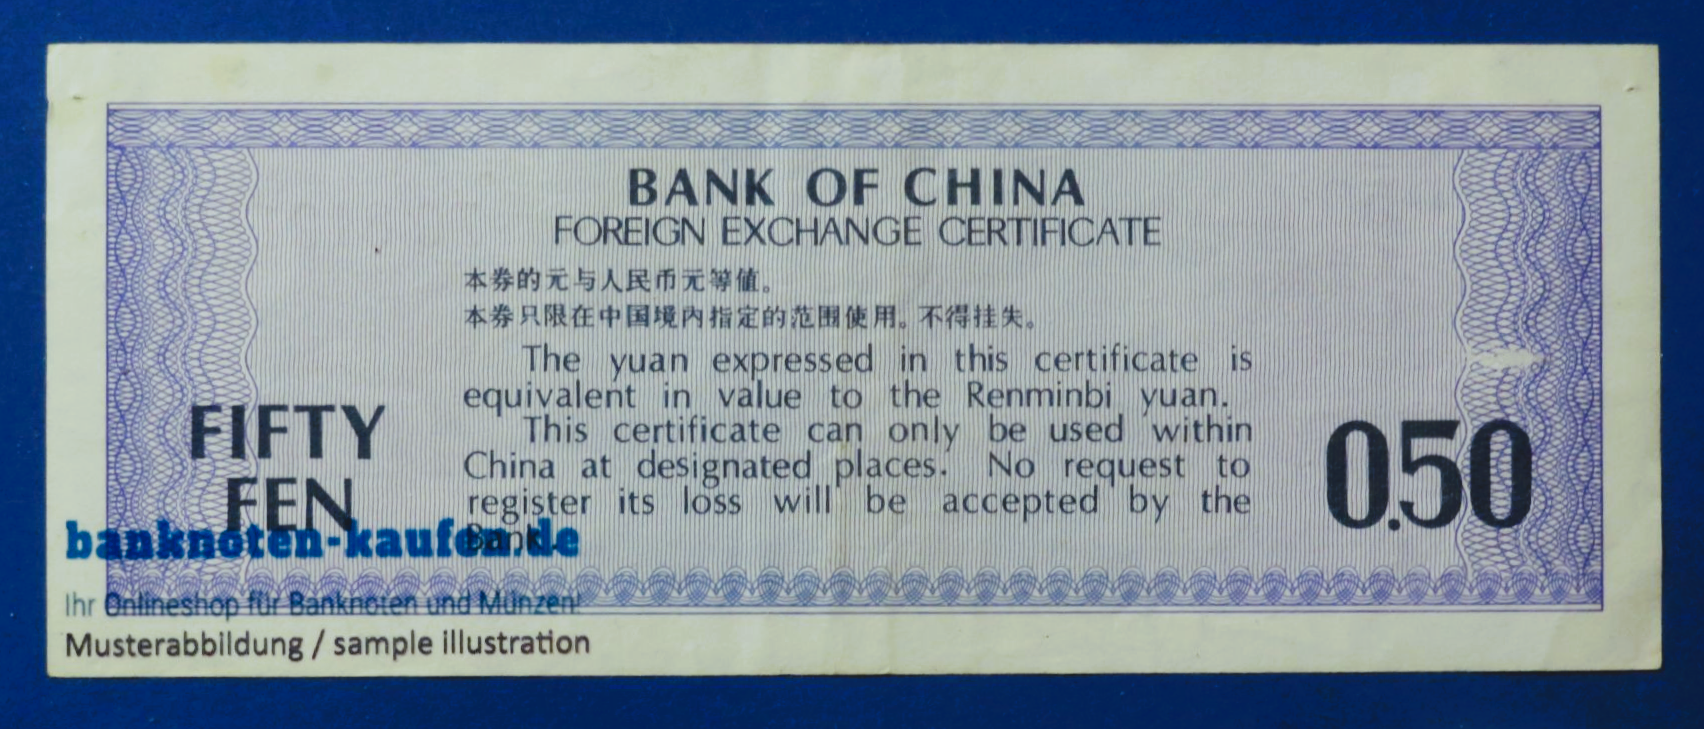 BANK OF CHINA
FOREIGN EXCHANGE CERTIFICATE
本券的元与人民币元等值。
本券只限在中国境内指定的范围使用。不得挂失。
The yuan expressed in this certificate is
equivalent in value to the Renminbi yuan.
This certificate can only be used within
China at designated places. No request to
register its loss will be accepted by the
Bank.
FIFTY
FEN
0.50
banknoten-kaufen.de
Ihr Onlineshop für Banknoten und Münzen!
Musterabbildung / sample illustration